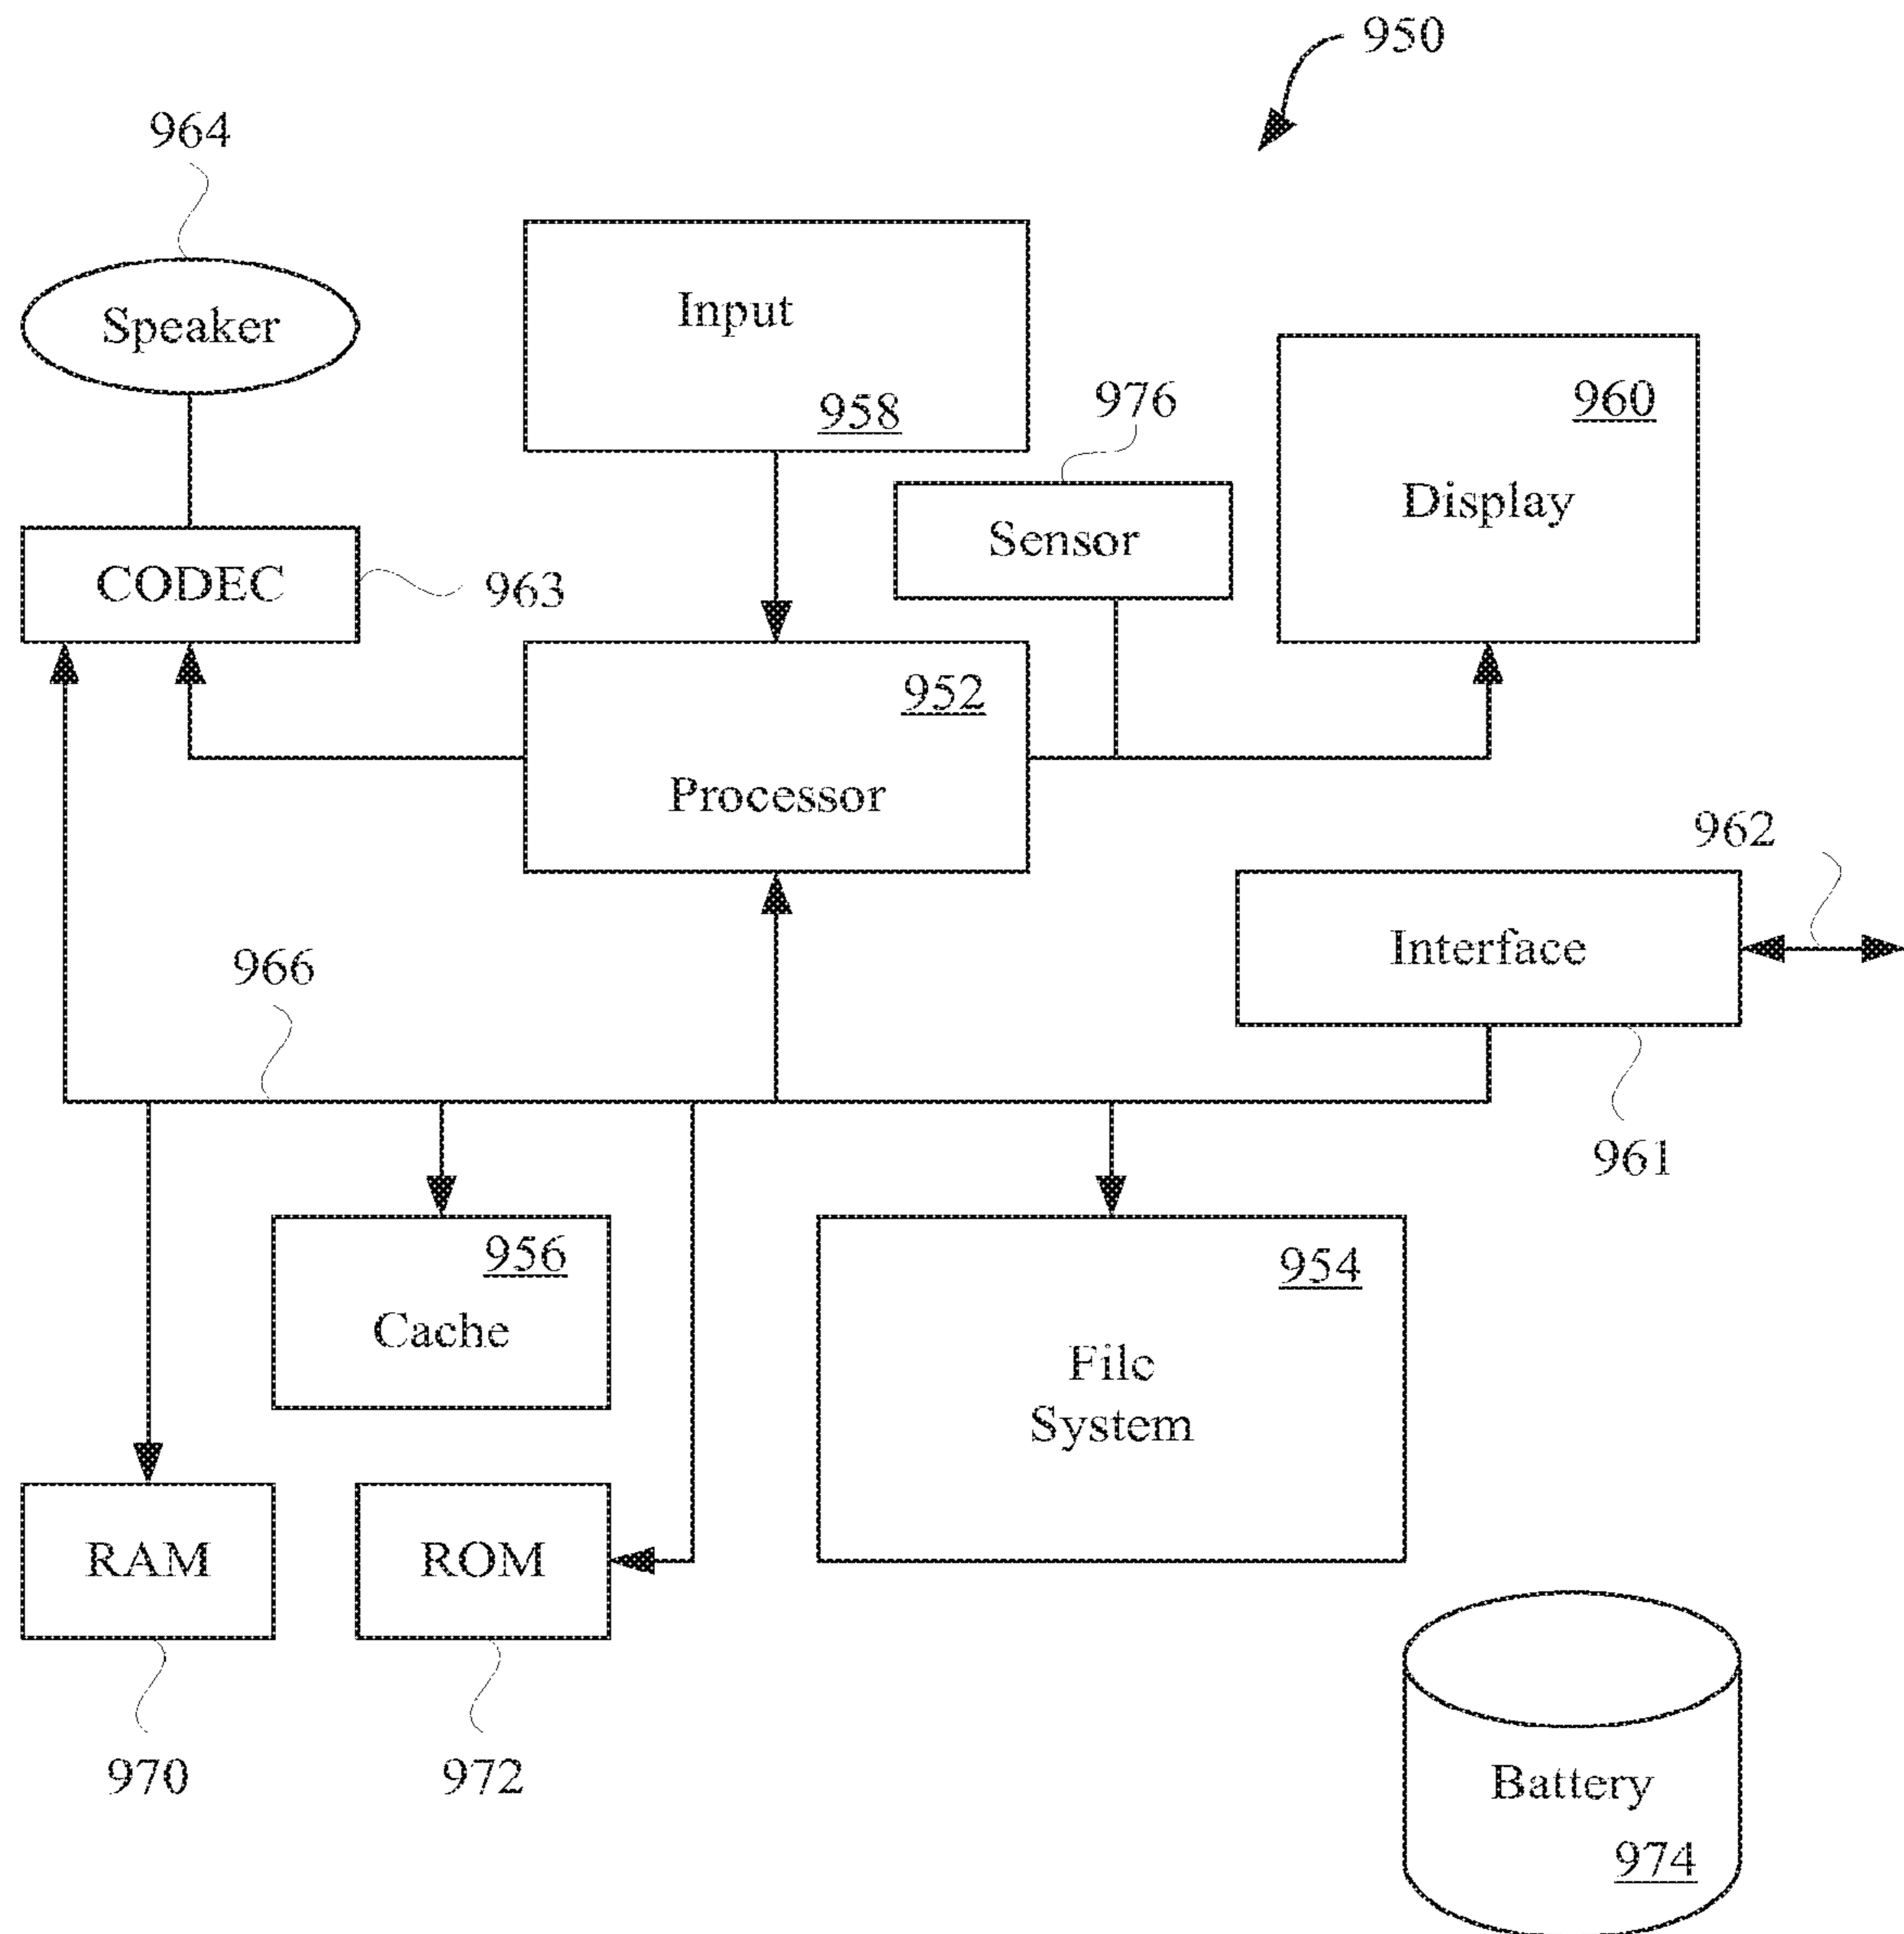 950
964
Speaker
Input
958
976
Sensor
960
Display
CODEC
963
952
Processor
962
Interface
966
961
956
Cache
954
File
System
RAM
ROM
970
972
Battery
974